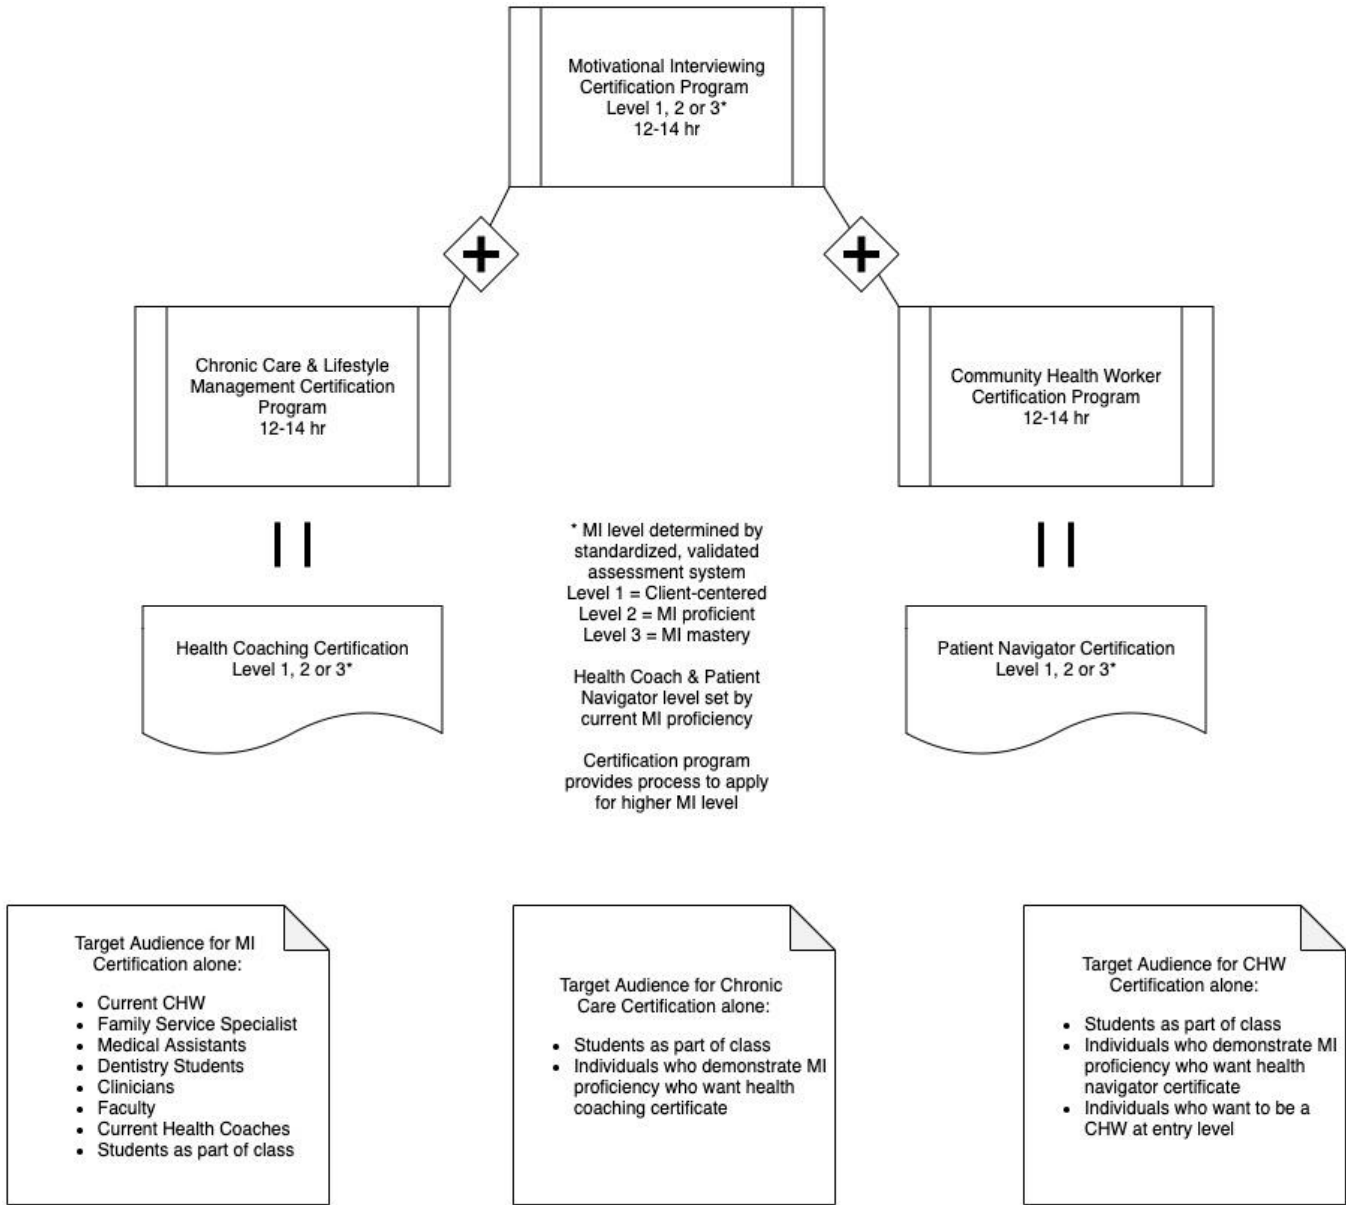 Motivational Interviewing
Certification Program
Level 1, 2 or 3*
12-14 hr
Chronic Care & Lifestyle
Management Certification
Program
12-14 hr
Community Health Worker
Certification Program
12-14 hr
* MI level determined by
standardized, validated
assessment system
Level 1 = Client-centered
Level 2 = MI proficient
Level 3 = MI mastery
Health Coach & Patient
Navigator level set by
current MI proficiency
Certification program
provides process to apply
for higher MI level
Health Coaching Certification
Level 1, 2 or 3*
Patient Navigator Certification
Level 1, 2 or 3*
Target Audience for MI
Certification alone:
• Current CHW
• Family Service Specialist
• Medical Assistants
• Dentistry Students
• Clinicians
• Faculty
• Current Health Coaches
• Students as part of class
Target Audience for Chronic
Care Certification alone:
• Students as part of class
• Individuals who demonstrate MI
proficiency who want health
coaching certificate
Target Audience for CHW
Certification alone:
• Students as part of class
• Individuals who demonstrate MI
proficiency who want health
navigator certificate
• Individuals who want to be a
CHW at entry level